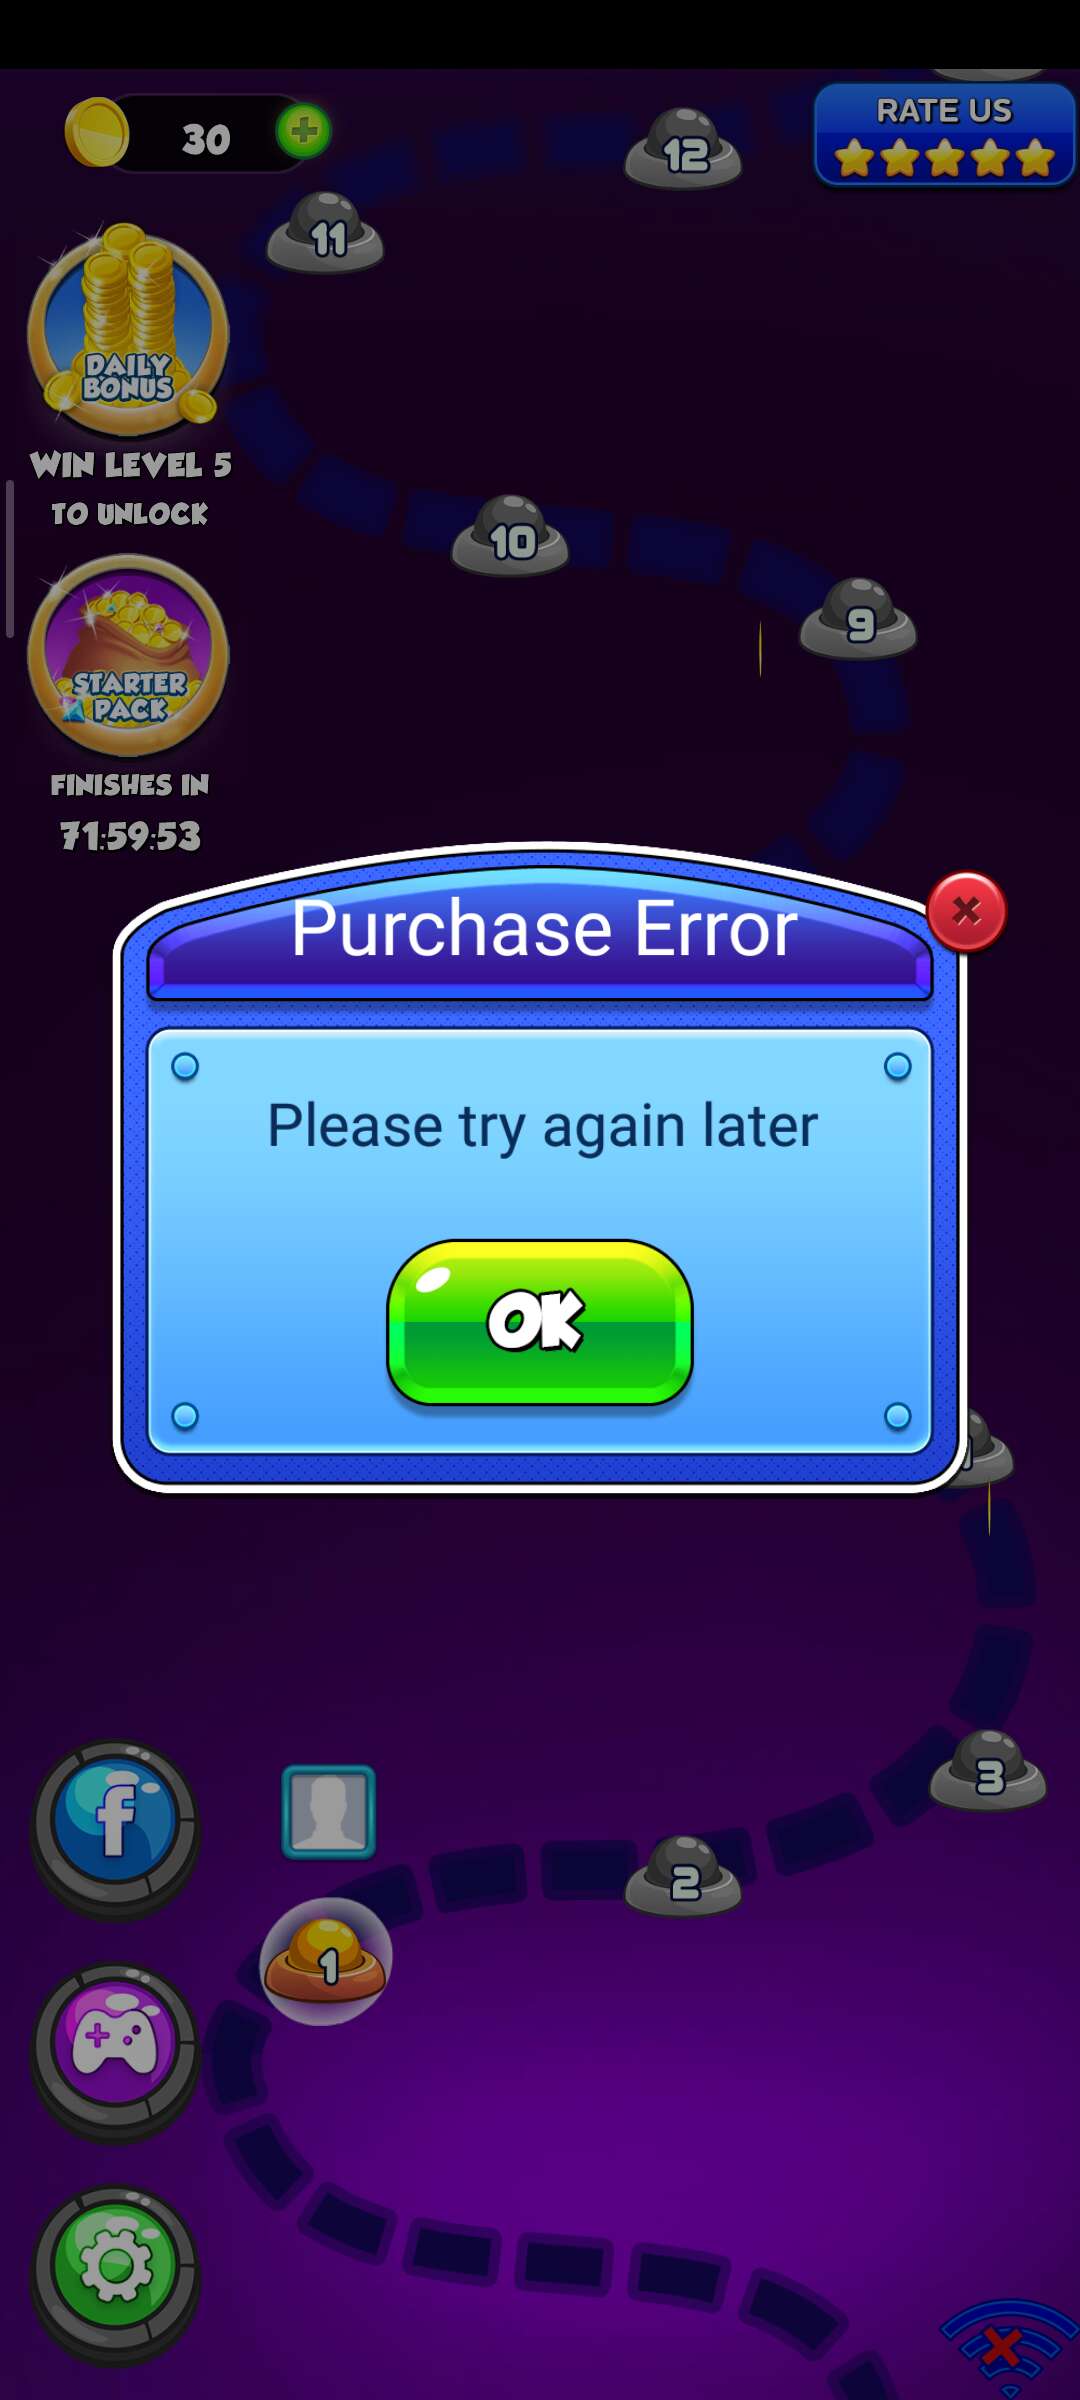 30
RATE US
12
11
DAILY
BONUS
WIN LEVEL 5
TO UNLOCK
10
9
STARTER
PACK
FINISHES IN
71:59:53
Purchase Error
Please try again later
OK
3
2
1